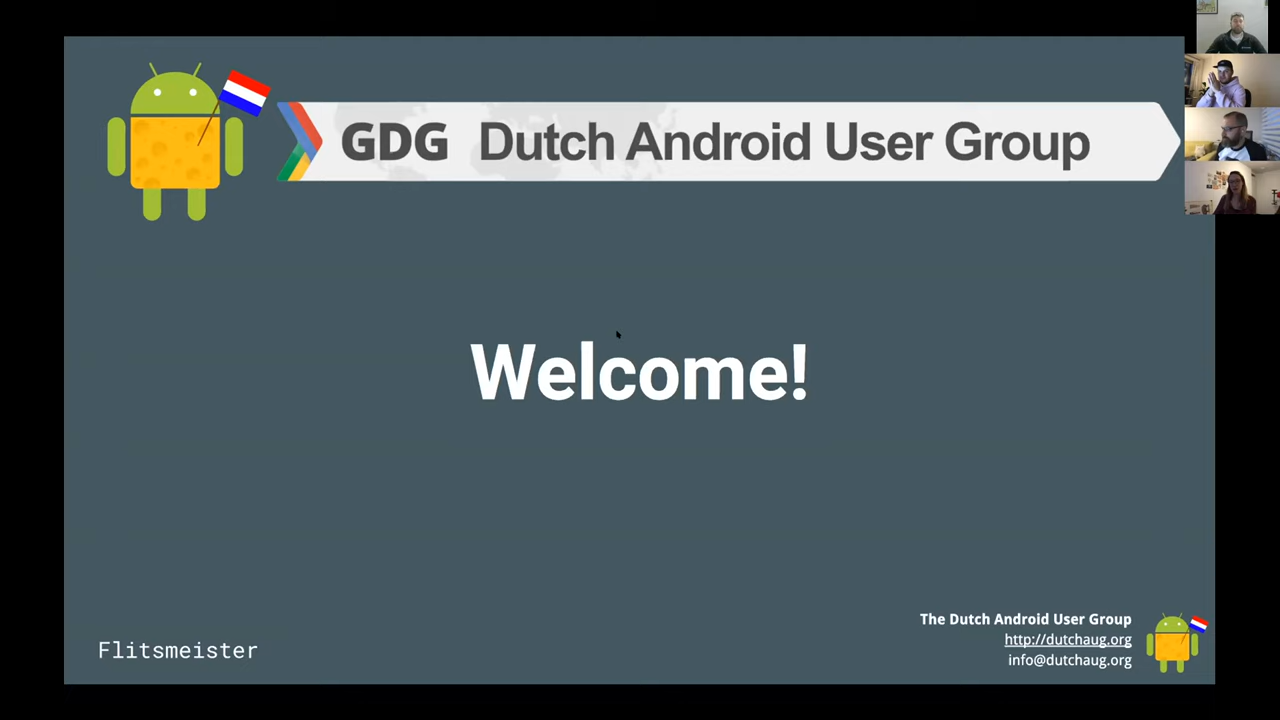 GDG Dutch Android User Group
Welcome!
Flitsmeister
The Dutch Android User Group
http://dutchaug.org
info@dutchaug.org